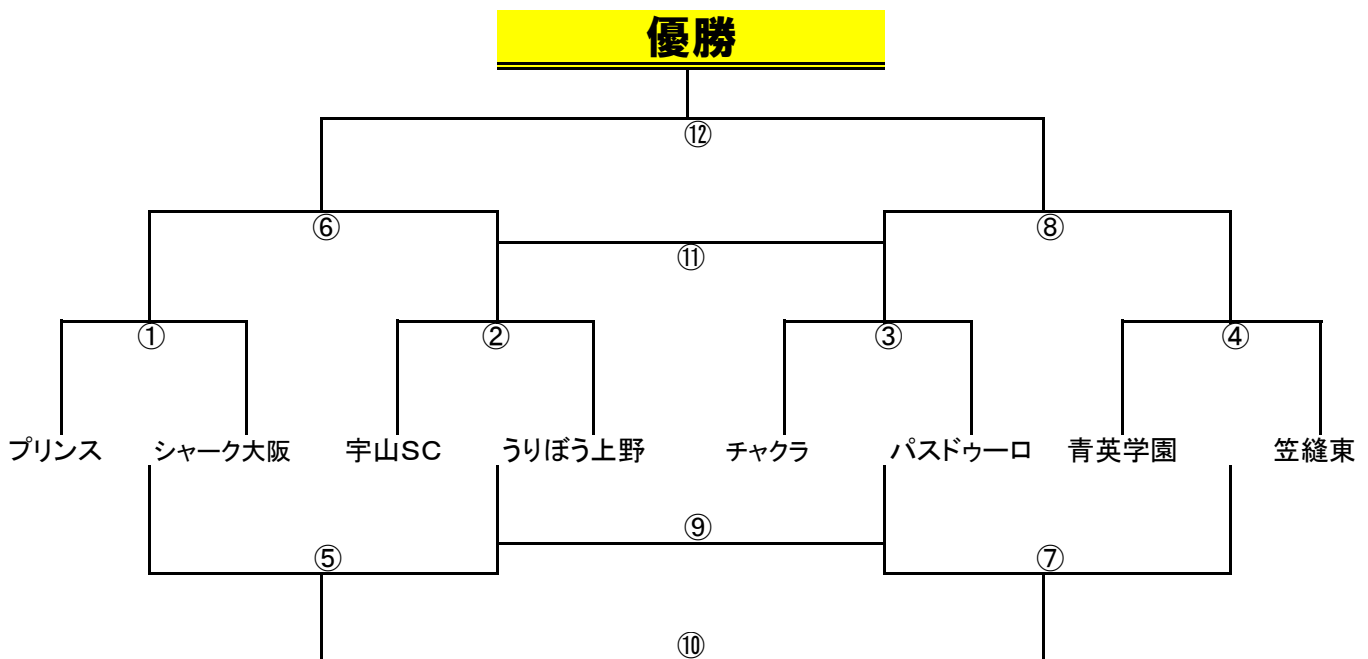 優勝
⑫
⑥ ⑧
⑪
① ② ③ ④
プリンス シャーク大阪 宇山SC うりぼう上野 チャクラ パスドゥーロ 青英学園 笠縫東
⑨
⑤ ⑦
⑩